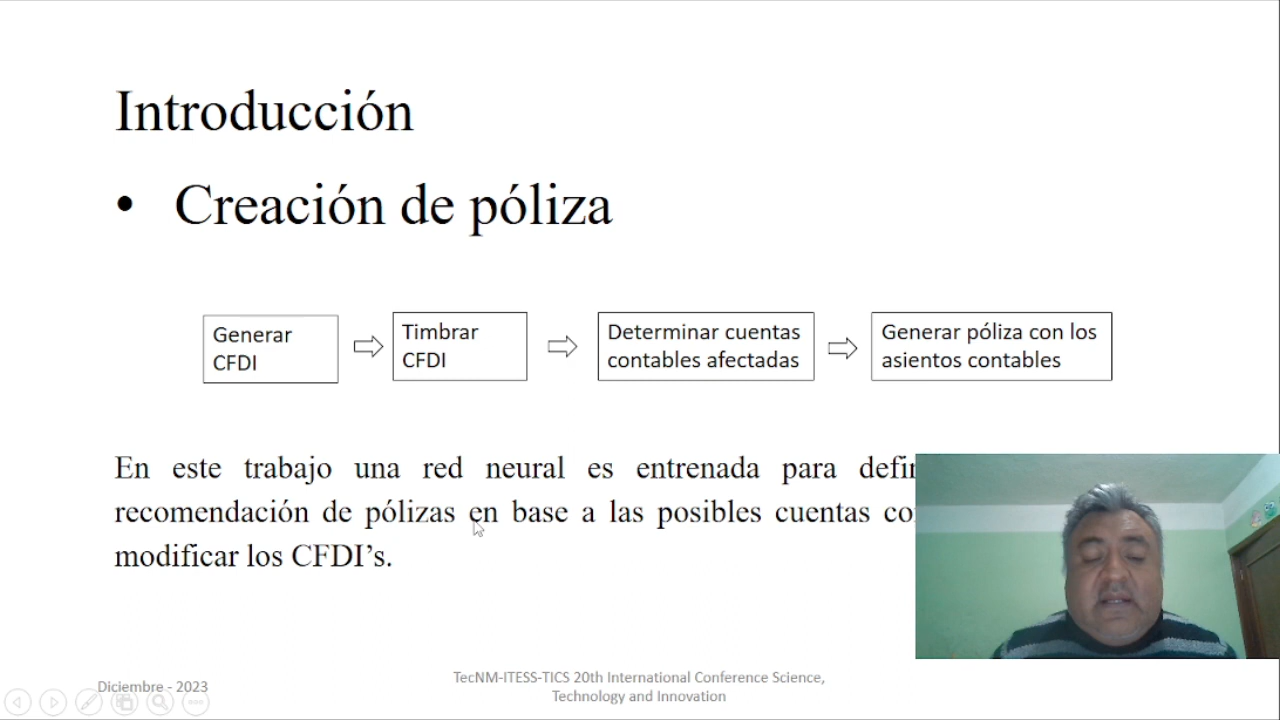 Introducción
• Creación de póliza
Generar
CFDI
Timbrar
CFDI
Determinar cuentas
contables afectadas
Generar póliza con los
asientos contables
En este trabajo una red neural es entrenada para
recomendación de pólizas en base a las posibles cuentas
modificar los CFDI’s.
Diciembre - 2023
TecNM-ITESS-TICS 20th International Conference Science,
Technology and Innovation